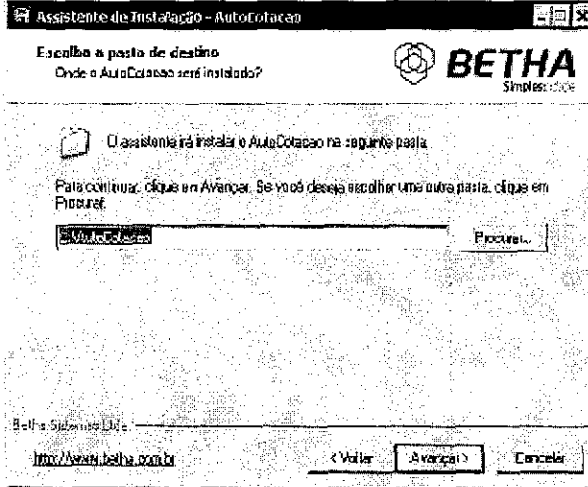 Assistente de Instalação - AutoCotacao
Escolha a pasta de destino
Onde o AutoCotacao será instalado?
BETHA
Simplicidade
O assistente irá instalar o AutoCotacao na seguinte pasta.
Para continuar, clique em Avançar. Se você deseja escolher uma outra pasta, clique em
Procurar.
C:\AutoCotacao
Procurar...
Betha Sistemas Ltda
http://www.betha.com.br
< Voltar
Avançar >
Cancelar